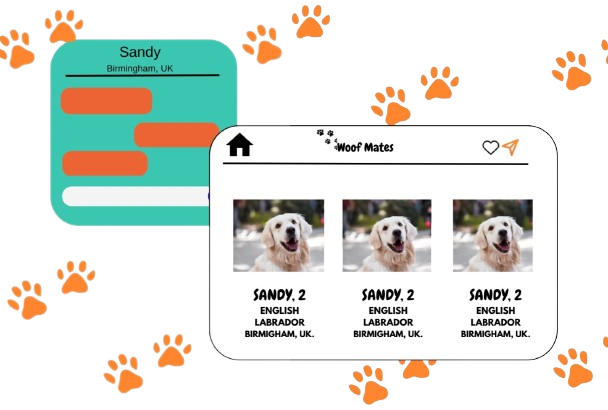 Sandy
Birmingham, UK
Woof Mates
SANDY, 2
ENGLISH
LABRADOR
BIRMIGHAM, UK.
SANDY, 2
ENGLISH
LABRADOR
BIRMIGHAM, UK.
SANDY, 2
ENGLISH
LABRADOR
BIRMIGHAM, UK.